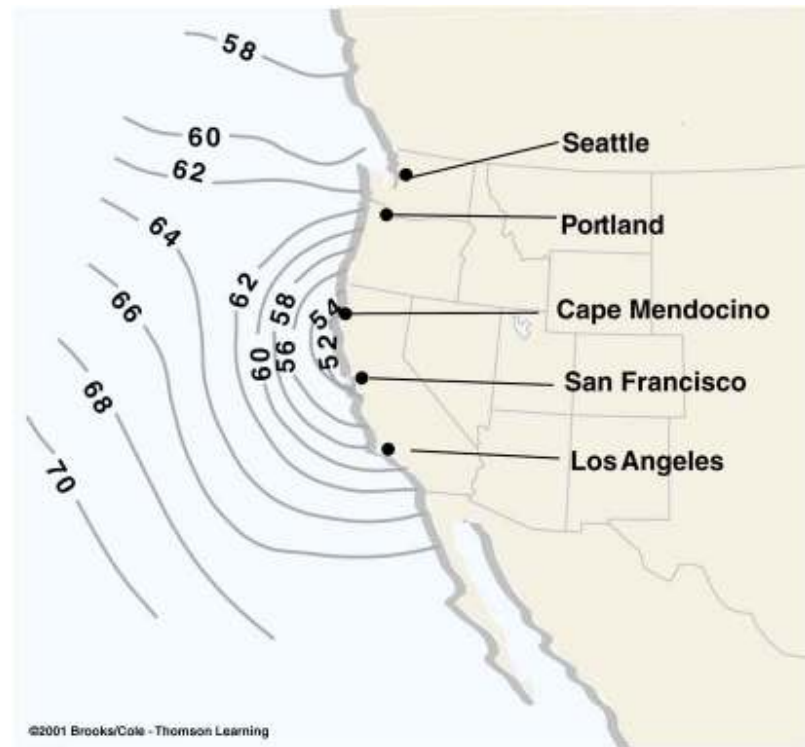 58
60
62
64
66
68
70
62
60
58
56
54
52
Seattle
Portland
Cape Mendocino
San Francisco
Los Angeles
©2001 Brooks/Cole - Thomson Learning